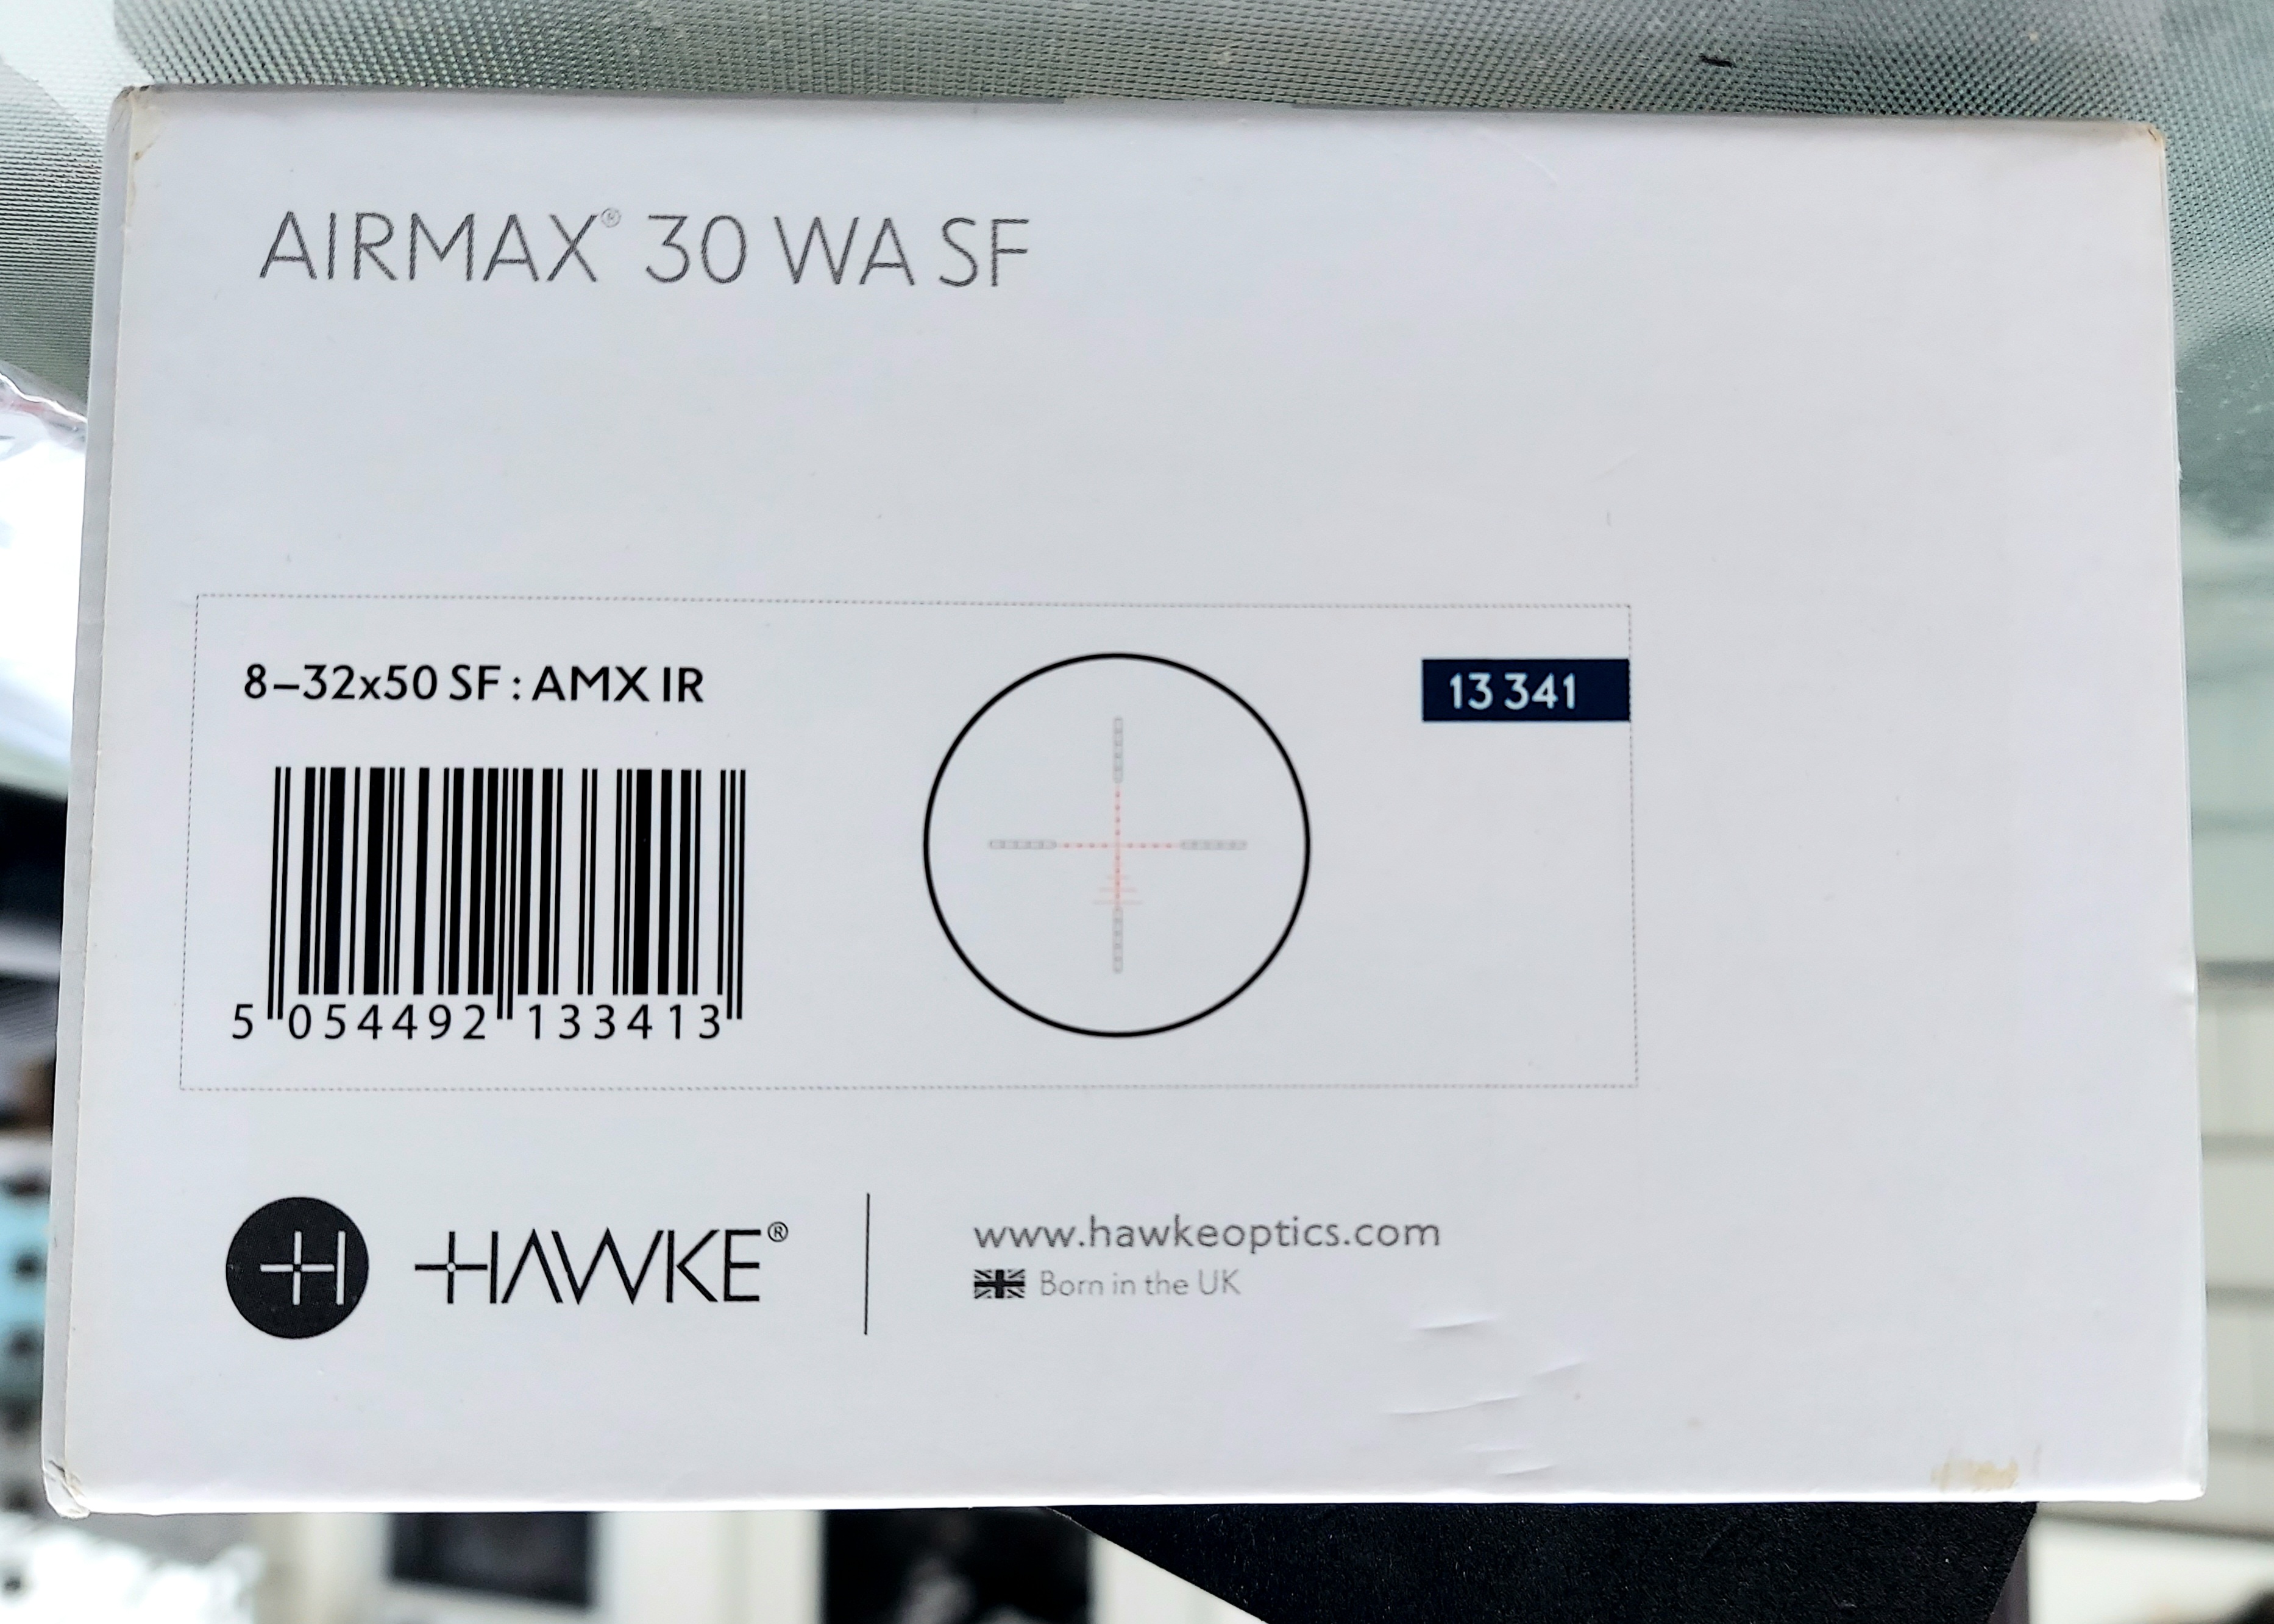 AIRMAX® 30 WA SF
8–32x50 SF : AMX IR
13 341
5 054492 133413
HAWKE®
www.hawkeoptics.com
Born in the UK